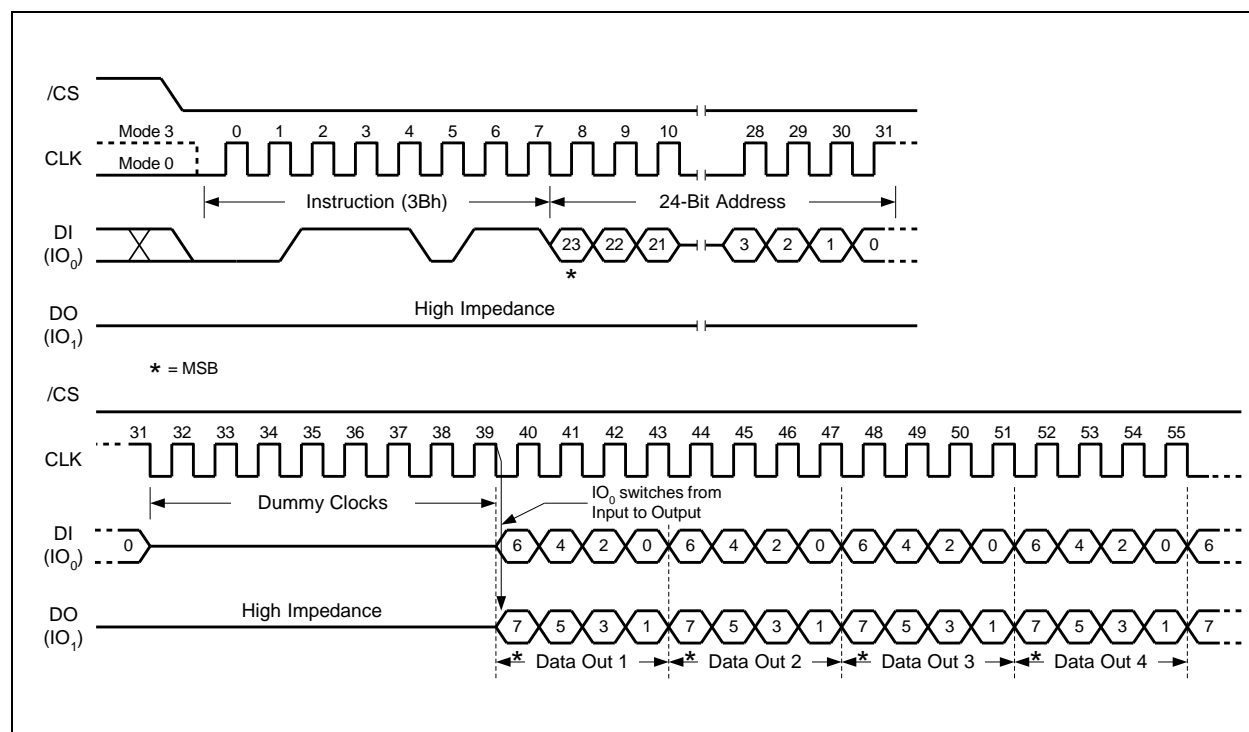 /CS
Mode 3 0 1 2 3 4 5 6 7 8 9 10 28 29 30 31
CLK
Mode 0
Instruction (3Bh) 24-Bit Address
DI
(IO0)
23 22 21 3 2 1 0
*
High Impedance
DO
(IO1)
* = MSB
/CS
31 32 33 34 35 36 37 38 39 40 41 42 43 44 45 46 47 48 49 50 51 52 53 54 55
CLK
Dummy Clocks
IO0 switches from
Input to Output
DI
(IO0)
0 6 4 2 0 6 4 2 0 6 4 2 0 6 4 2 0 6
High Impedance
DO
(IO1)
7 5 3 1 7 5 3 1 7 5 3 1 7 5 3 1 7
* Data Out 1 * Data Out 2 * Data Out 3 * Data Out 4